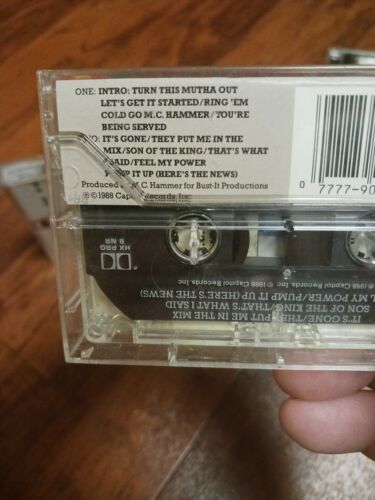 ONE: INTRO: TURN THIS MUTHA OUT
LET'S GET IT STARTED/RING 'EM
COLD GO M.C. HAMMER/YOU'RE
BEING SERVED
IT'S GONE/THEY PUT ME IN THE
MIX/SON OF THE KING/THAT'S WHAT
SAID/FEEL MY POWER
IT UP (HERE'S THE NEWS)
Produced C. Hammer for Bust-It Productions
℗©1988 Capitol Records, Inc.
0 7777-90
HX PRO
B NR
© 1988 Capitol Records, Inc.
℗ 1988
IT'S GONE/THEY PUT ME IN THE MIX
SON OF THE KING/THAT'S WHAT I SAID
MY POWER/PUMP IT UP (HERE'S THE NEWS)